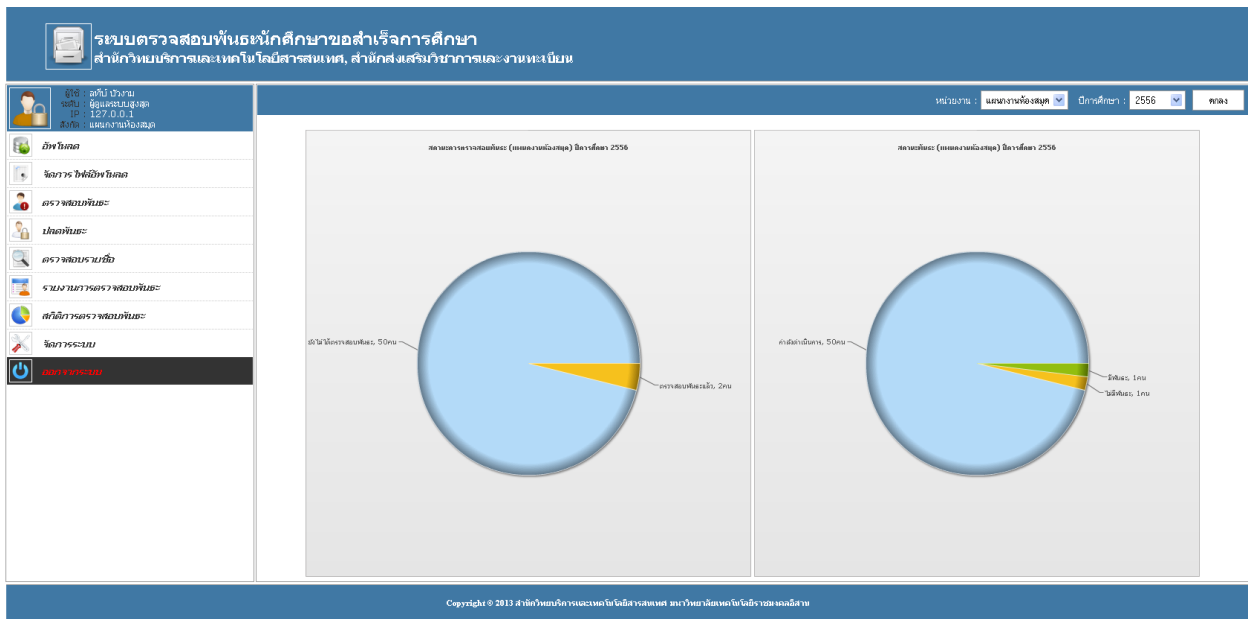 ระบบตรวจสอบพันธะนักศึกษาขอสำเร็จการศึกษา
สำนักวิทยบริการและเทคโนโลยีสารสนเทศ, สำนักส่งเสริมวิชาการและงานทะเบียน
ผู้ใช้ :
ระดับ : ผู้ดูแลระบบสูงสุด
IP : 127.0.0.1
สังกัด : แผนกงานห้องสมุด
หน่วยงาน : แผนกงานห้องสมุด ปีการศึกษา : 2556 ตกลง
อัพโหลด
จัดการไฟล์อัพโหลด
ตรวจสอบพันธะ
ปลดพันธะ
ตรวจสอบรายชื่อ
รายงานการตรวจสอบพันธะ
สถิติการตรวจสอบพันธะ
จัดการระบบ
ออกจากระบบ
สถานะการตรวจสอบพันธะ (แผนกงานห้องสมุด) ปีการศึกษา 2556
ยังไม่ได้ตรวจสอบพันธะ, 50คน
ตรวจสอบพันธะแล้ว, 2คน
สถานะพันธะ (แผนกงานห้องสมุด) ปีการศึกษา 2556
กำลังดำเนินการ, 50คน
มีพันธะ, 1คน
ไม่มีพันธะ, 1คน
Copyright © 2013 สำนักวิทยบริการและเทคโนโลยีสารสนเทศ มหาวิทยาลัยเทคโนโลยีราชมงคลอีสาน